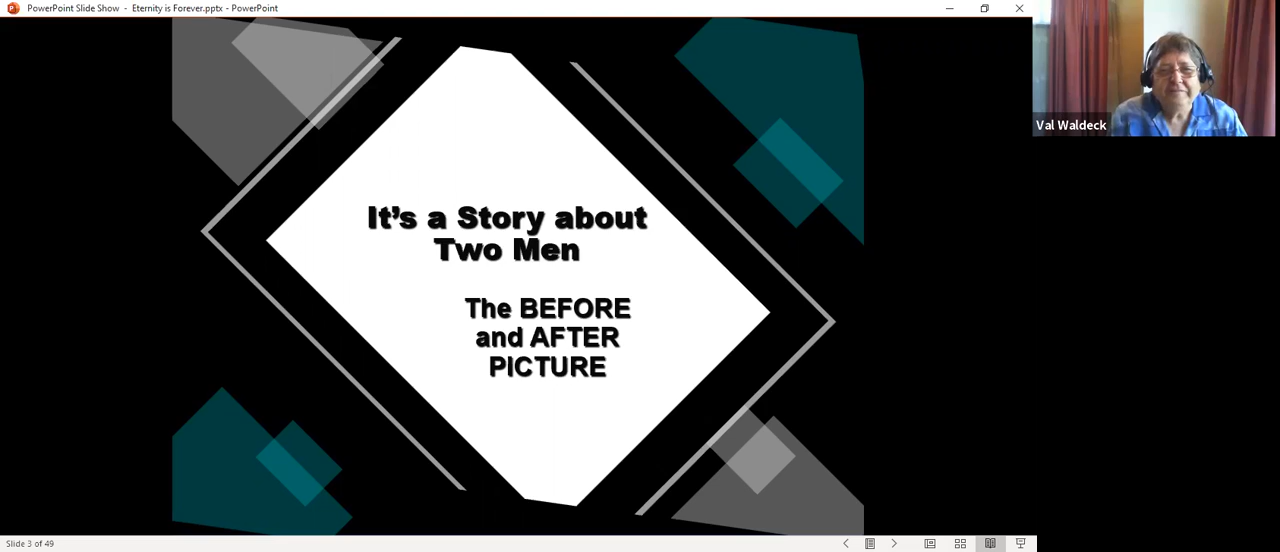 PowerPoint Slide Show - Eternity is Forever.pptx - PowerPoint
Val Waldeck
It's a Story about
Two Men
The BEFORE
and AFTER
PICTURE
Slide 3 of 49